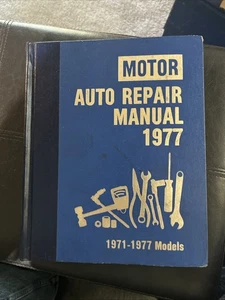 MOTOR
AUTO REPAIR
MANUAL
1977
1971-1977 Models